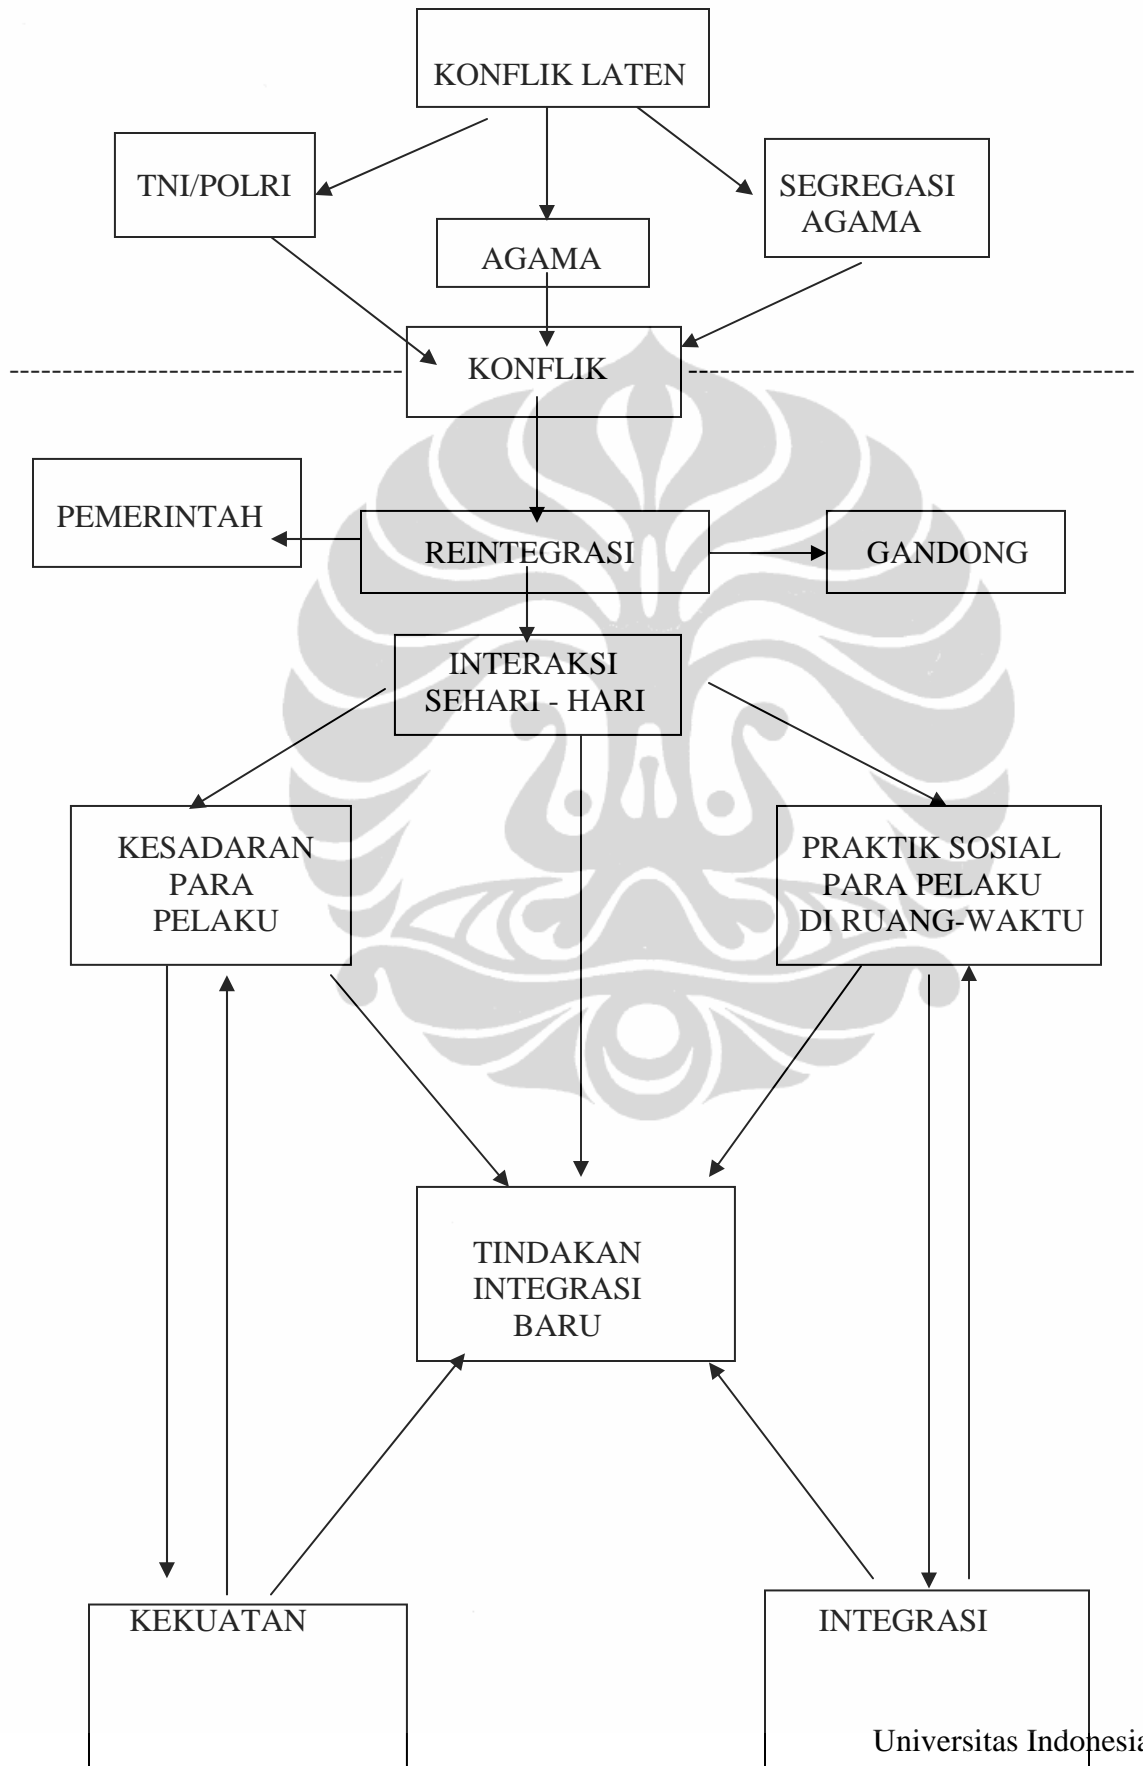 KONFLIK LATEN
TNI/POLRI
SEGREGASI
AGAMA
AGAMA
KONFLIK
PEMERINTAH
REINTEGRASI
GANDONG
INTERAKSI
SEHARI - HARI
KESADARAN
PARA
PELAKU
PRAKTIK SOSIAL
PARA PELAKU
DI RUANG-WAKTU
TINDAKAN
INTEGRASI
BARU
KEKUATAN
INTEGRASI
Universitas Indonesia